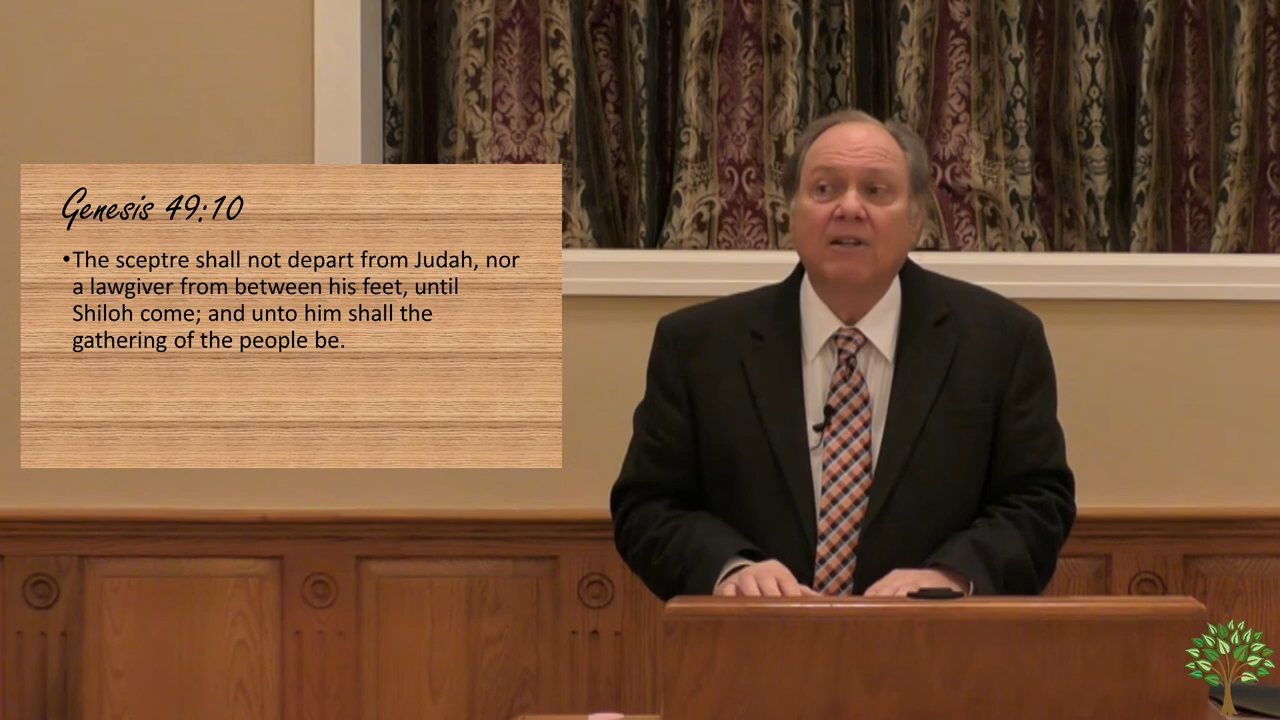 Genesis 49:10
•The sceptre shall not depart from Judah, nor
a lawgiver from between his feet, until
Shiloh come; and unto him shall the
gathering of the people be.